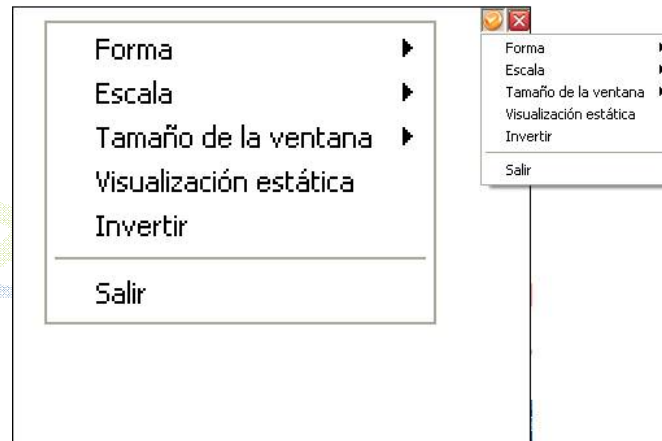 Forma
Escala
Tamaño de la ventana
Visualización estática
Invertir
Salir
Forma
Escala
Tamaño de la ventana
Visualización estática
Invertir
Salir